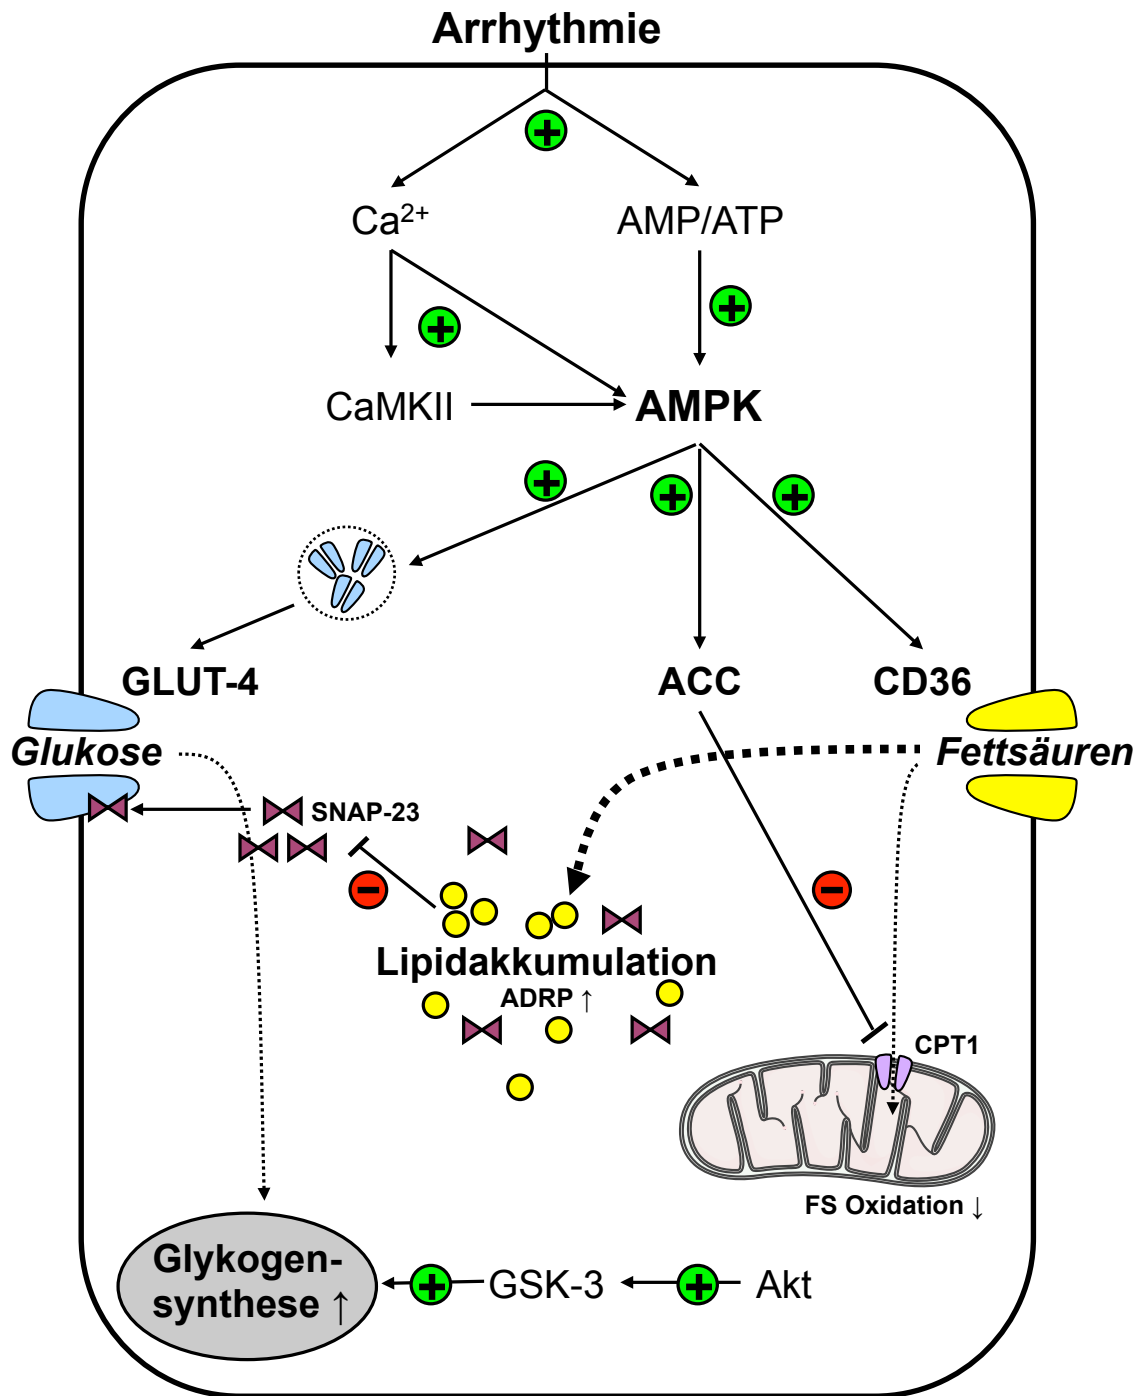 Arrhythmie
Ca²⁺
AMP/ATP
CaMKII
AMPK
GLUT-4
ACC
CD36
Glukose
Fettsäuren
SNAP-23
Lipidakkumulation
ADRP ↑
CPT1
FS Oxidation ↓
Glykogen-
synthese ↑
GSK-3
Akt